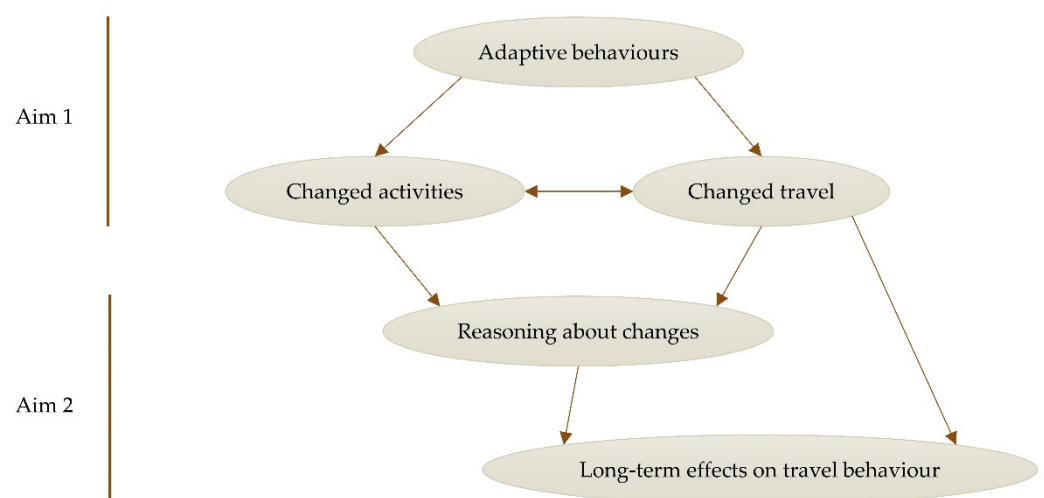 Adaptive behaviours
Aim 1
Changed activities
Changed travel
Reasoning about changes
Aim 2
Long-term effects on travel behaviour